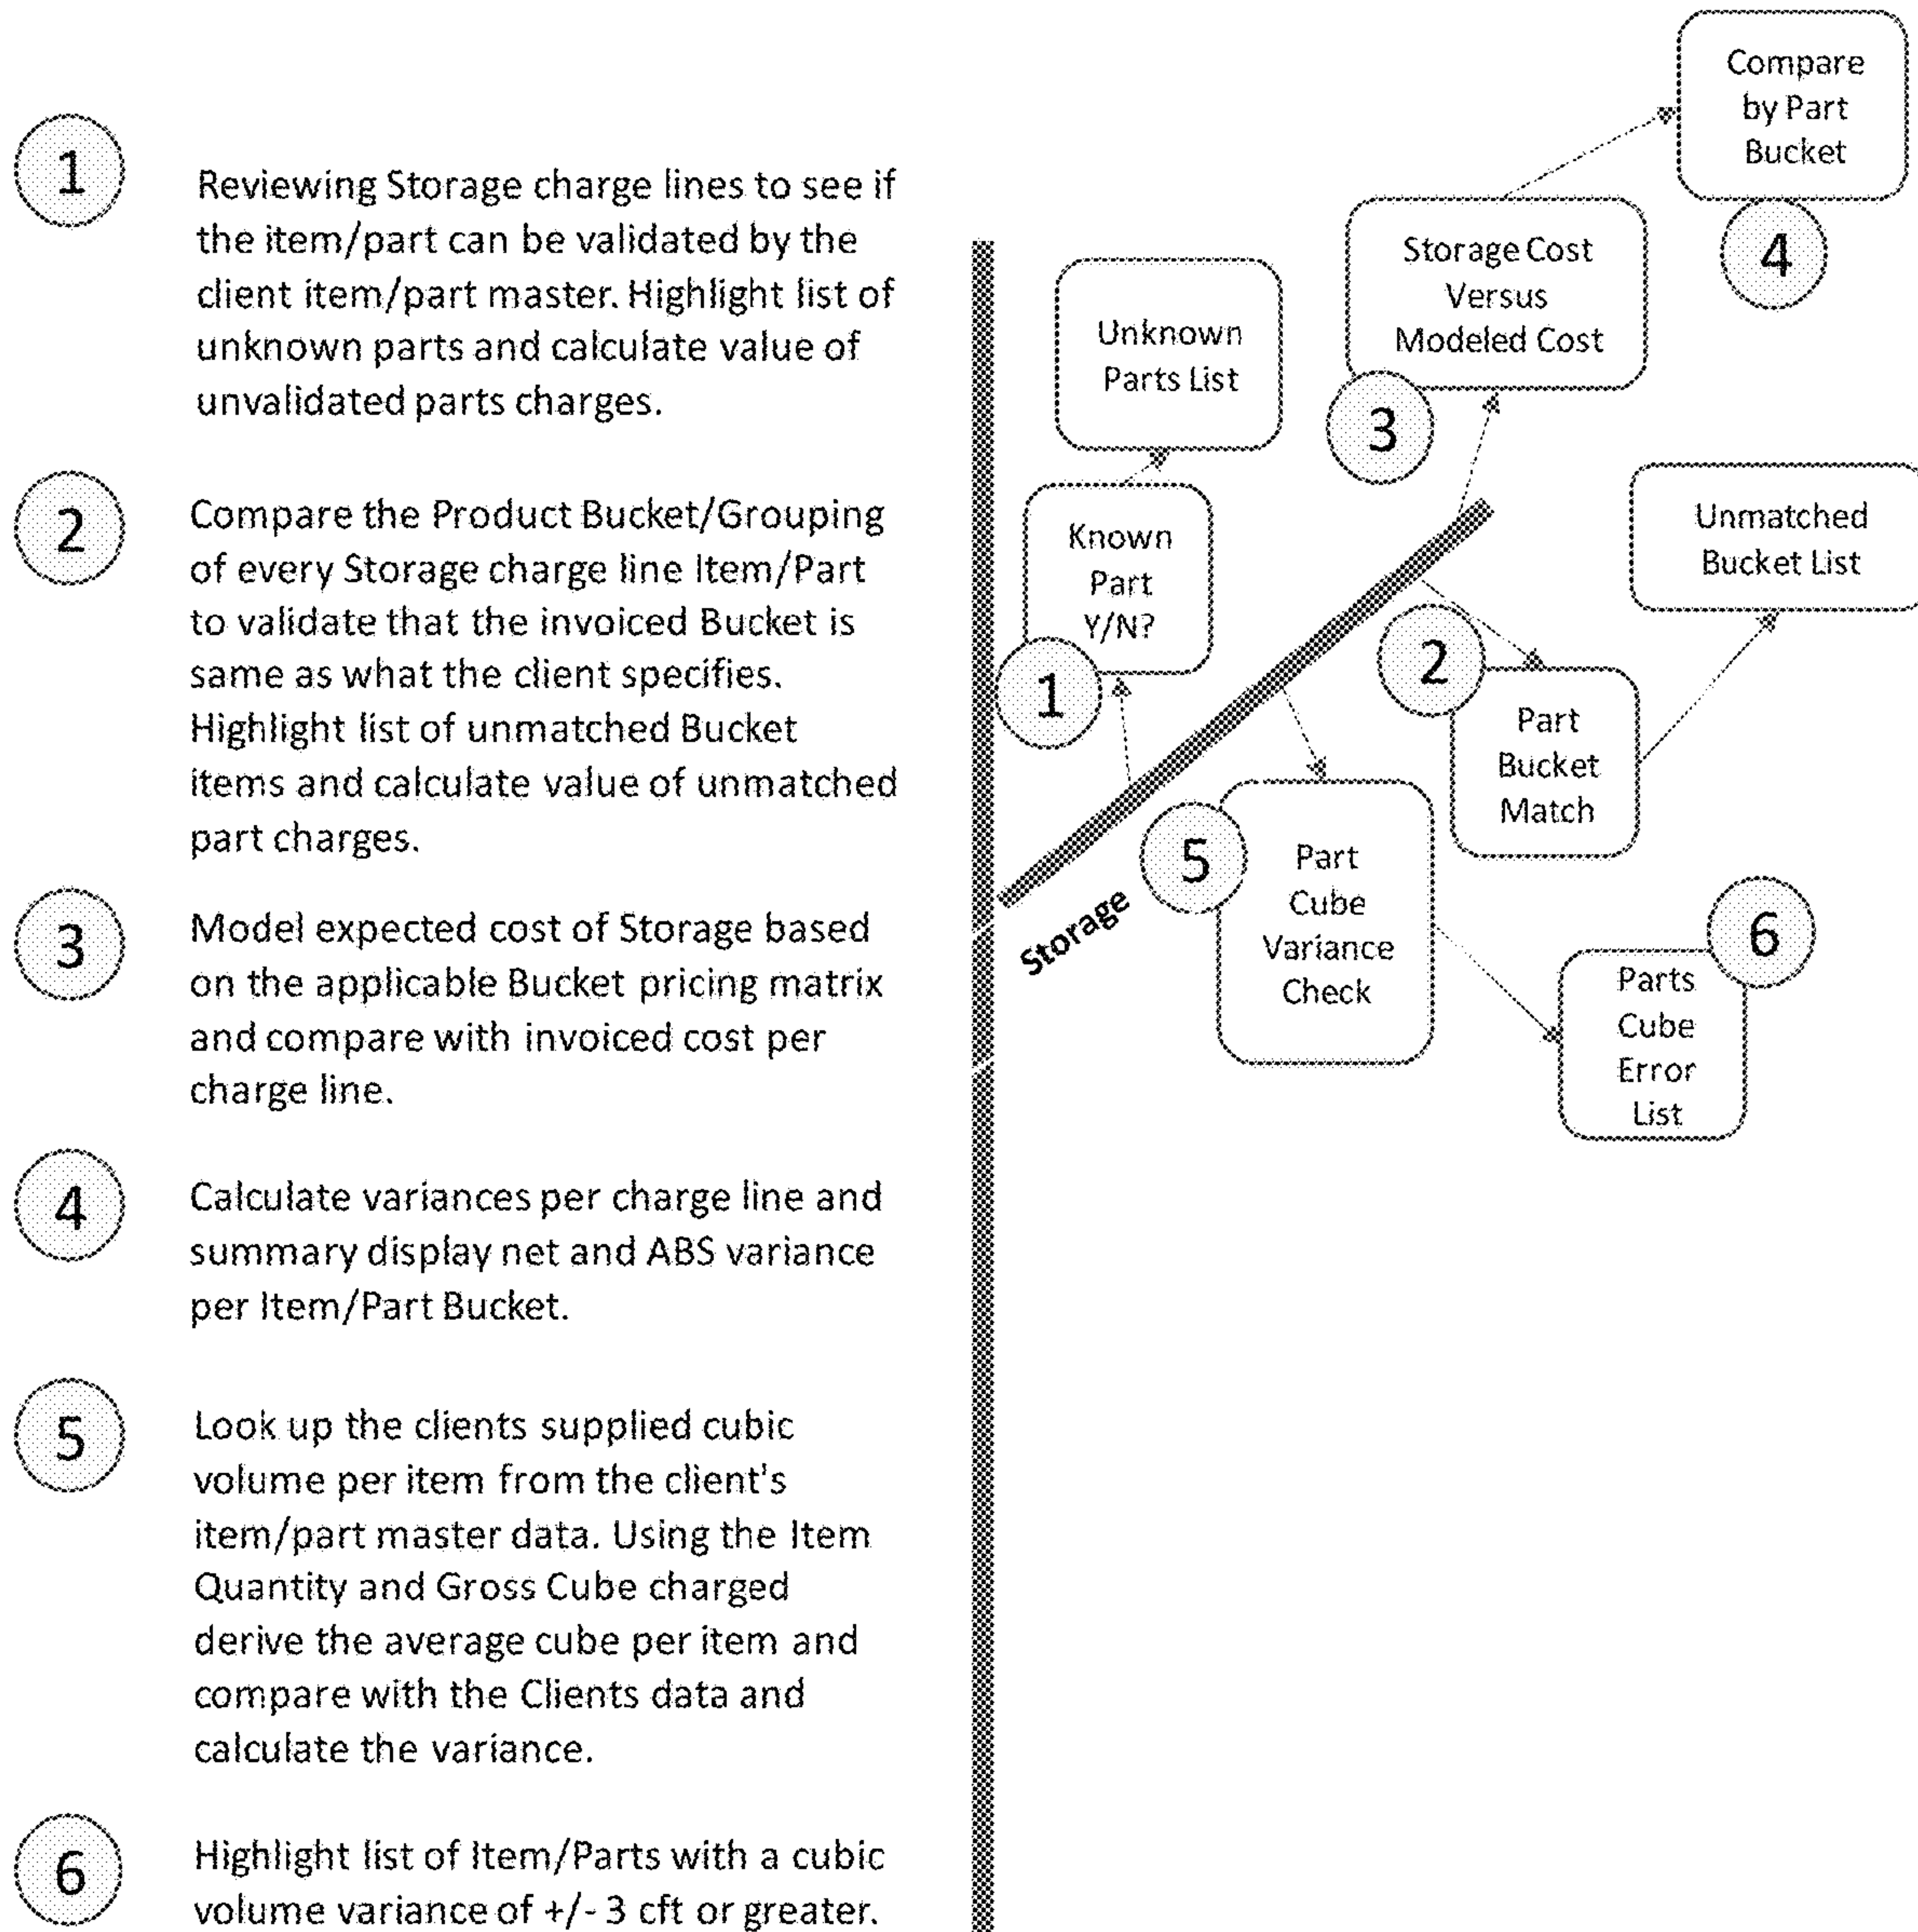 1
Reviewing Storage charge lines to see if
the item/part can be validated by the
client item/part master. Highlight list of
unknown parts and calculate value of
unvalidated parts charges.
2
Compare the Product Bucket/Grouping
of every Storage charge line Item/Part
to validate that the invoiced Bucket is
same as what the client specifies.
Highlight list of unmatched Bucket
items and calculate value of unmatched
part charges.
3
Model expected cost of Storage based
on the applicable Bucket pricing matrix
and compare with invoiced cost per
charge line.
4
Calculate variances per charge line and
summary display net and ABS variance
per Item/Part Bucket.
5
Look up the clients supplied cubic
volume per item from the client's
item/part master data. Using the Item
Quantity and Gross Cube charged
derive the average cube per item and
compare with the Clients data and
calculate the variance.
6
Highlight list of Item/Parts with a cubic
volume variance of +/- 3 cft or greater.
Compare
by Part
Bucket
4
Storage Cost
Versus
Modeled Cost
3
Unknown
Parts List
Known
Part
Y/N?
1
Unmatched
Bucket List
2
Part
Bucket
Match
Storage
5
Part
Cube
Variance
Check
6
Parts
Cube
Error
List